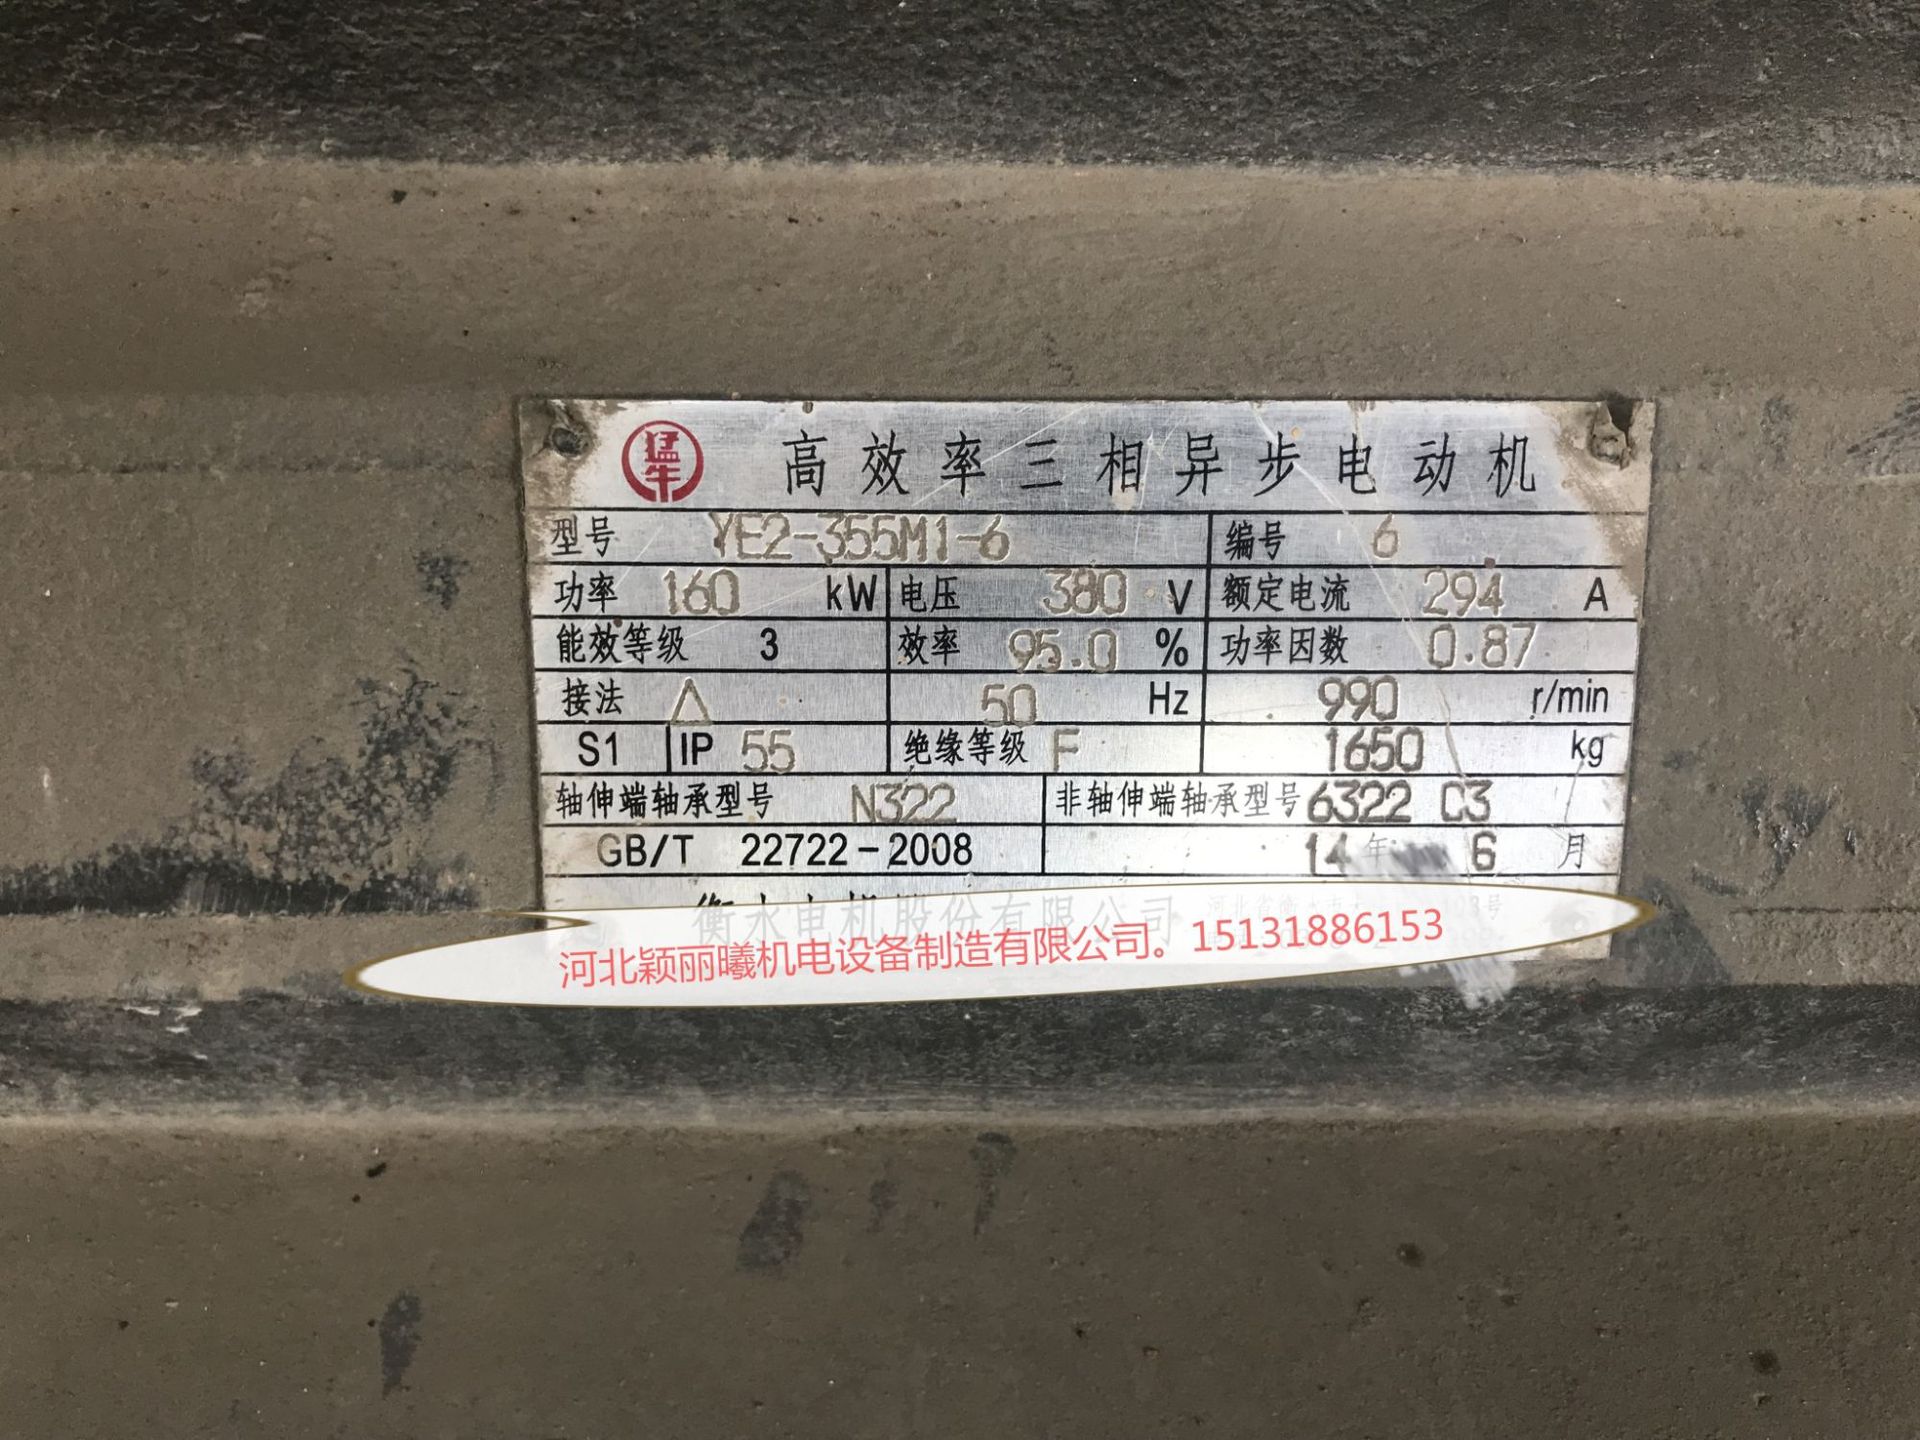 猛牛 高效率三相异步电动机
型号 YE2-355M1-6 编号 6
功率 160 kW 电压 380 V 额定电流 294 A
能效等级 3 效率 95.0 % 功率因数 0.87
接法 △ 50 Hz 990 r/min
S1 IP 55 绝缘等级 F 1650 kg
轴伸端轴承型号 N322 非轴伸端轴承型号 6322 C3
GB/T 22722-2008 14 年 6 月
衡水电机股份有限公司
河北颖丽曦机电设备制造有限公司。15131886153